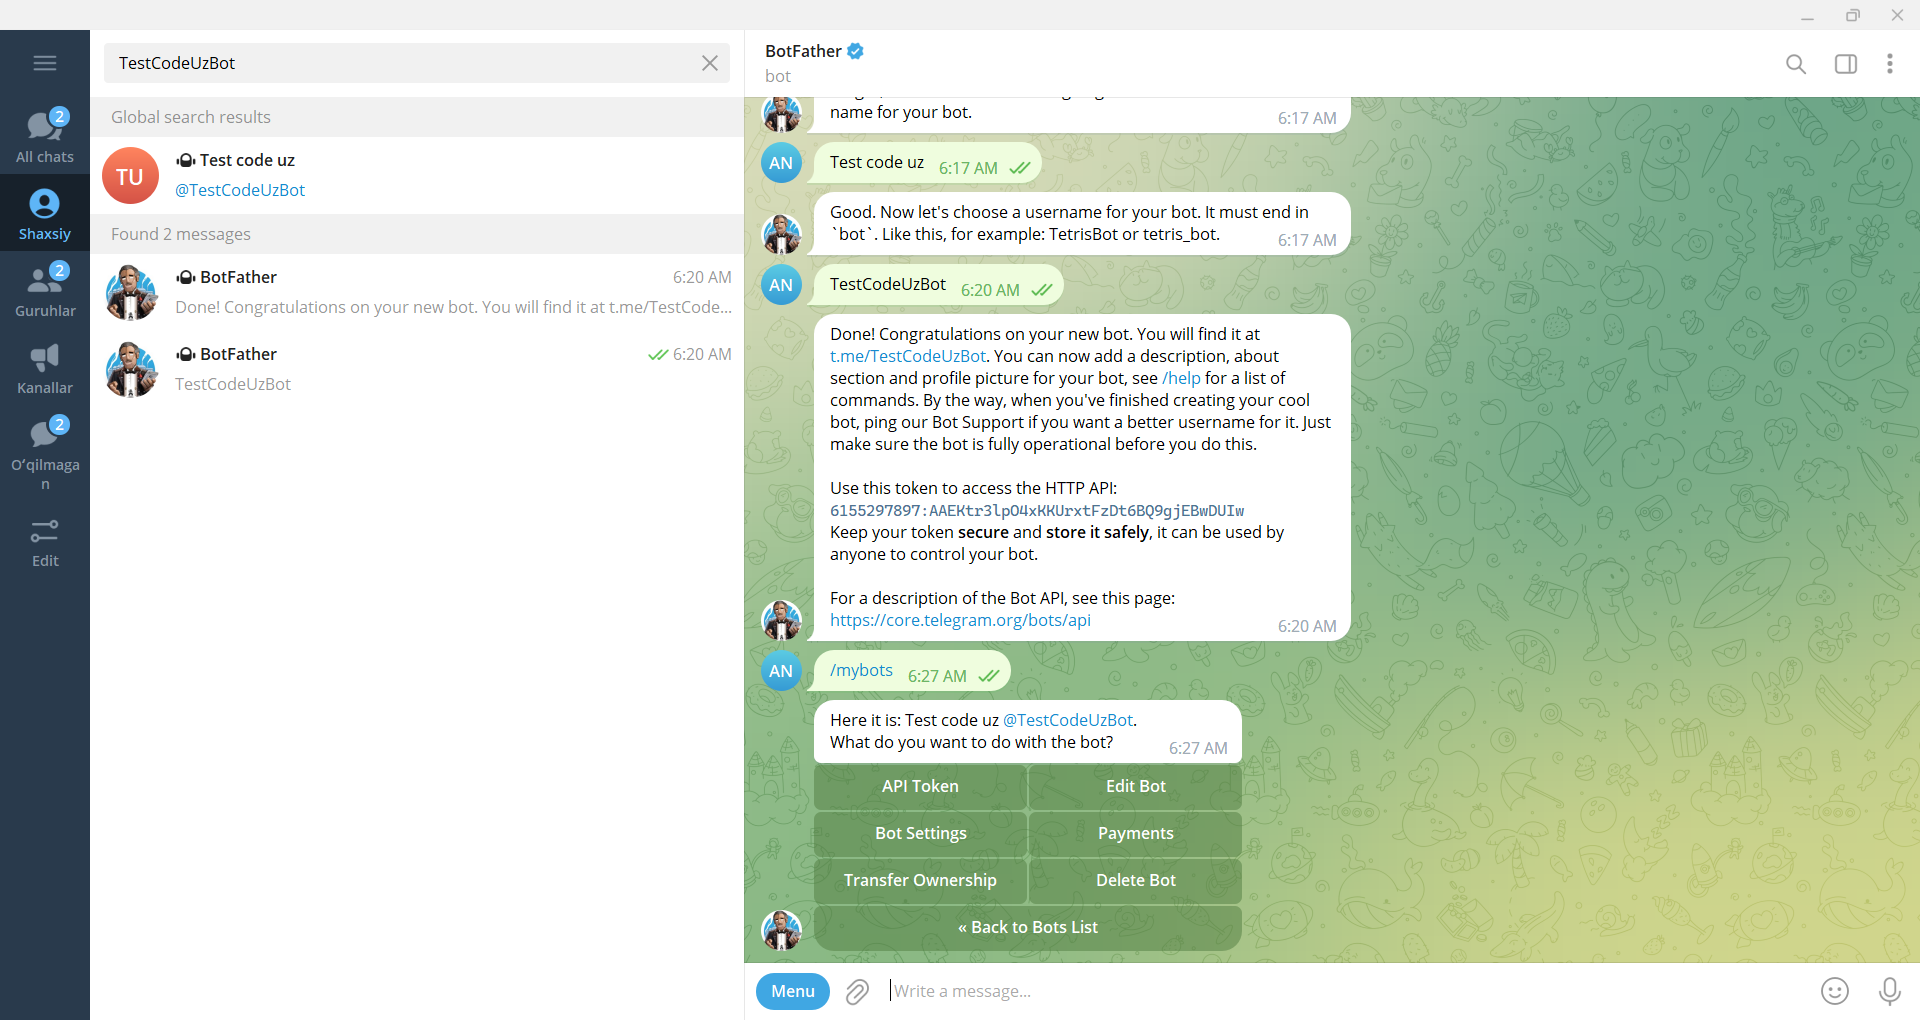 TestCodeUzBot
Global search results
TU
Test code uz
@TestCodeUzBot
Found 2 messages
BotFather
6:20 AM
Done! Congratulations on your new bot. You will find it at t.me/TestCode...
BotFather
6:20 AM
TestCodeUzBot
2
All chats
Shaxsiy
2
Guruhlar
Kanallar
2
Oʻqilmaga
n
Edit
BotFather
bot
name for your bot.
6:17 AM
AN
Test code uz
6:17 AM
Good. Now let's choose a username for your bot. It must end in
`bot`. Like this, for example: TetrisBot or tetris_bot.
6:17 AM
AN
TestCodeUzBot
6:20 AM
Done! Congratulations on your new bot. You will find it at
t.me/TestCodeUzBot. You can now add a description, about
section and profile picture for your bot, see /help for a list of
commands. By the way, when you've finished creating your cool
bot, ping our Bot Support if you want a better username for it. Just
make sure the bot is fully operational before you do this.
Use this token to access the HTTP API:
6155297897:AAEKtr3lpO4xKKUrxtFzDt6BQ9gjEBwDUIw
Keep your token secure and store it safely, it can be used by
anyone to control your bot.
For a description of the Bot API, see this page:
https://core.telegram.org/bots/api
6:20 AM
AN
/mybots
6:27 AM
Here it is: Test code uz @TestCodeUzBot.
What do you want to do with the bot?
6:27 AM
API Token
Edit Bot
Bot Settings
Payments
Transfer Ownership
Delete Bot
« Back to Bots List
Menu
Write a message...